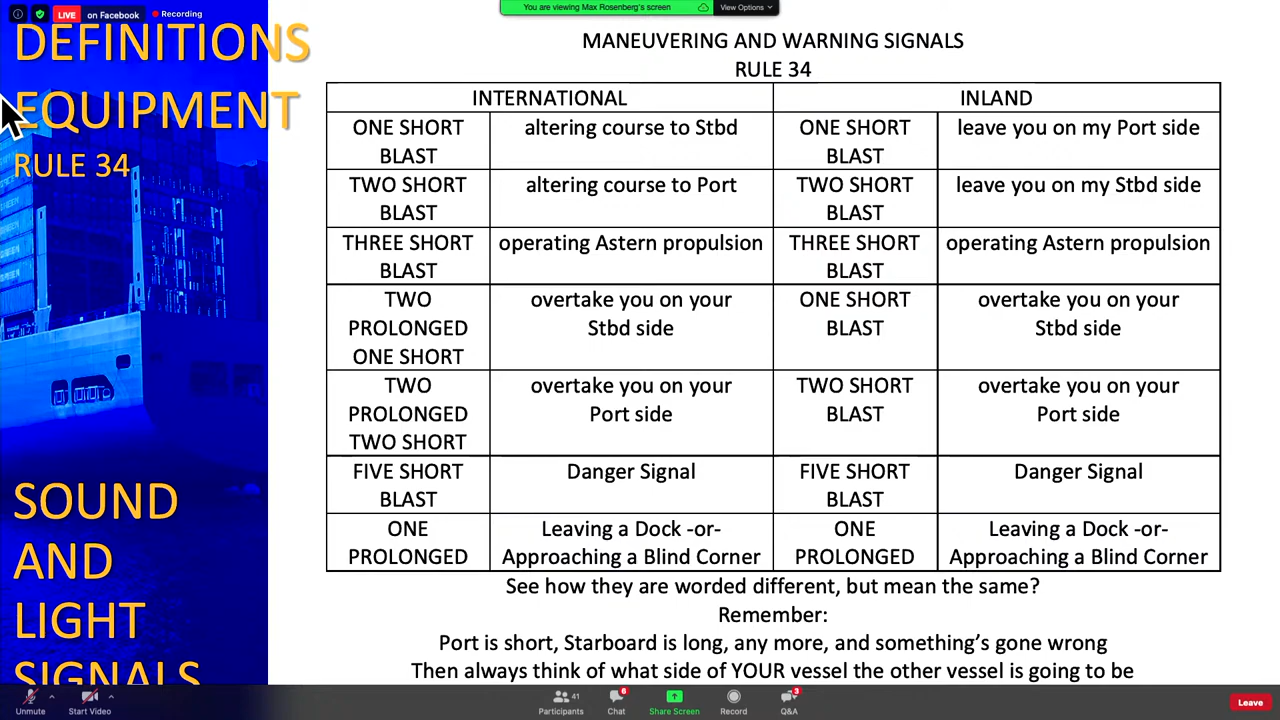 LIVE on Facebook Recording
You are viewing Max Rosenberg's screen View Options
DEFINITIONS
EQUIPMENT
RULE 34
SOUND
AND
LIGHT
SIGNALS
MANEUVERING AND WARNING SIGNALS
RULE 34
INTERNATIONAL INLAND
ONE SHORT altering course to Stbd ONE SHORT leave you on my Port side
BLAST BLAST
TWO SHORT altering course to Port TWO SHORT leave you on my Stbd side
BLAST BLAST
THREE SHORT operating Astern propulsion THREE SHORT operating Astern propulsion
BLAST BLAST
TWO overtake you on your ONE SHORT overtake you on your
PROLONGED Stbd side BLAST Stbd side
ONE SHORT
TWO overtake you on your TWO SHORT overtake you on your
PROLONGED Port side BLAST Port side
TWO SHORT
FIVE SHORT Danger Signal FIVE SHORT Danger Signal
BLAST BLAST
ONE Leaving a Dock -or- ONE Leaving a Dock -or-
PROLONGED Approaching a Blind Corner PROLONGED Approaching a Blind Corner
See how they are worded different, but mean the same?
Remember:
Port is short, Starboard is long, any more, and something's gone wrong
Then always think of what side of YOUR vessel the other vessel is going to be
Unmute Start Video Participants 41 Chat 6 Share Screen Record Q&A 3 Leave